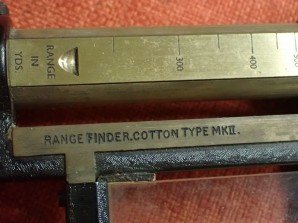 RANGE
IN
YDS
300
400
RANGE FINDER.COTTON TYPE MKII.